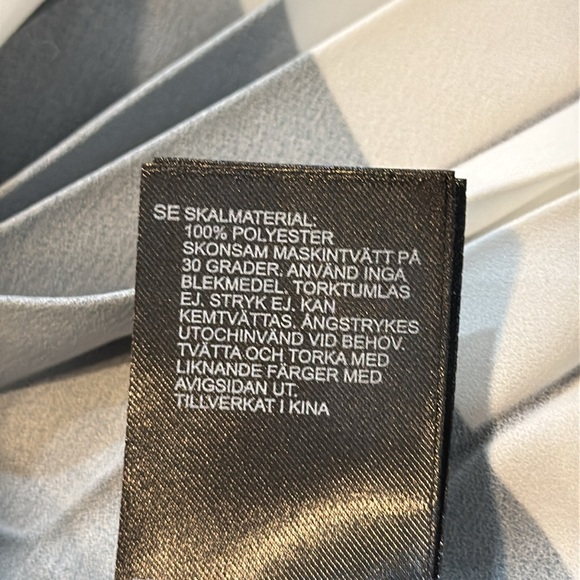 SE SKALMATERIAL:
100% POLYESTER
SKONSAM MASKINTVÄTT PÅ
30 GRADER. ANVÄND INGA
BLEKMEDEL. TORKTUMLAS
EJ. STRYK EJ. KAN
KEMTVÄTTAS. ÅNGSTRYKES
UTOCHINVÄND VID BEHOV.
TVÄTTA OCH TORKA MED
LIKNANDE FÄRGER MED
AVIGSIDAN UT.
TILLVERKAT I KINA